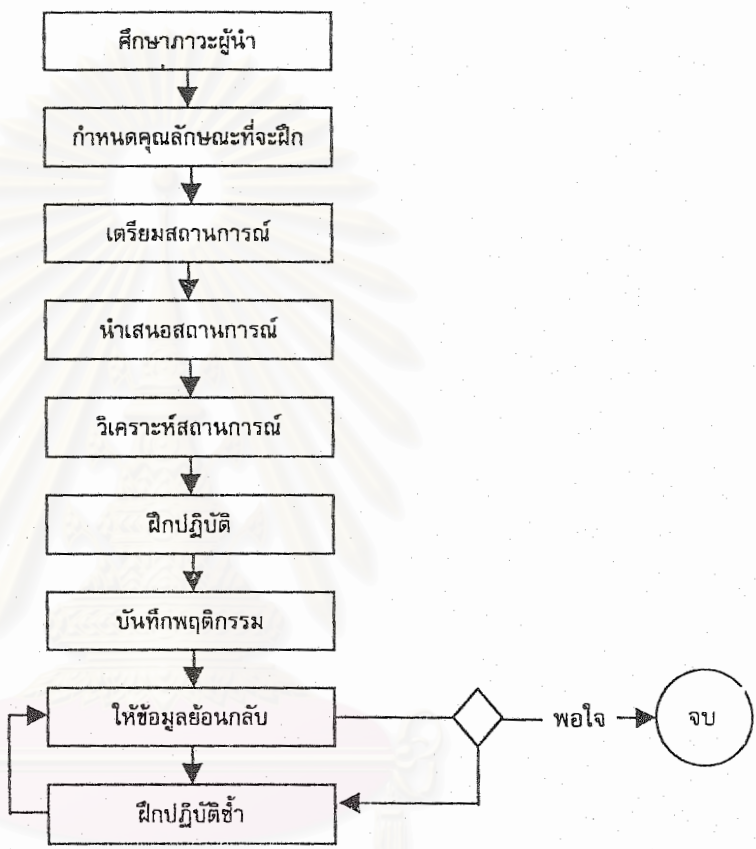 ศึกษาภาวะผู้นำ
กำหนดคุณลักษณะที่จะฝึก
เตรียมสถานการณ์
นำเสนอสถานการณ์
วิเคราะห์สถานการณ์
ฝึกปฏิบัติ
บันทึกพฤติกรรม
ให้ข้อมูลย้อนกลับ
พอใจ
จบ
ฝึกปฏิบัติซ้ำ